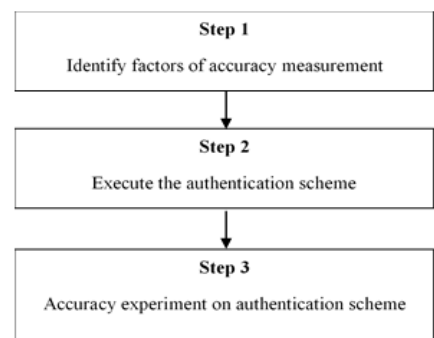 Step 1
Identify factors of accuracy measurement
Step 2
Execute the authentication scheme
Step 3
Accuracy experiment on authentication scheme